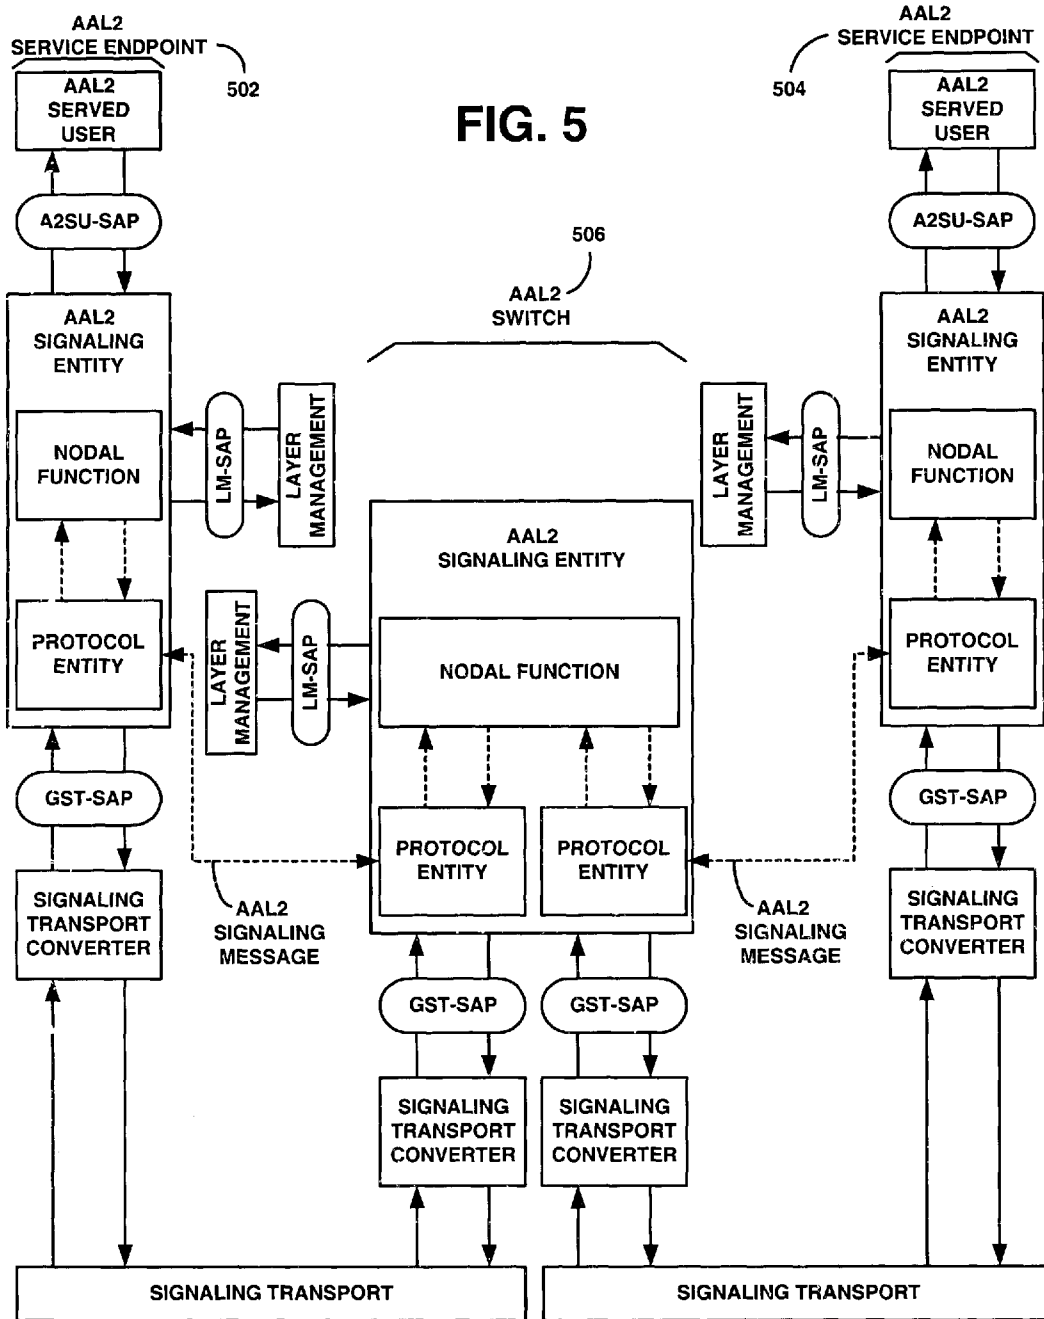 AAL2
SERVICE ENDPOINT
502
AAL2
SERVED
USER
A2SU-SAP
AAL2
SIGNALING
ENTITY
NODAL
FUNCTION
PROTOCOL
ENTITY
LM-SAP
LAYER
MANAGEMENT
GST-SAP
SIGNALING
TRANSPORT
CONVERTER
FIG. 5
506
AAL2
SWITCH
AAL2
SIGNALING ENTITY
NODAL FUNCTION
LAYER
MANAGEMENT
LM-SAP
PROTOCOL
ENTITY
PROTOCOL
ENTITY
AAL2
SIGNALING
MESSAGE
AAL2
SIGNALING
MESSAGE
GST-SAP
GST-SAP
SIGNALING
TRANSPORT
CONVERTER
SIGNALING
TRANSPORT
CONVERTER
AAL2
SERVICE ENDPOINT
504
AAL2
SERVED
USER
A2SU-SAP
AAL2
SIGNALING
ENTITY
NODAL
FUNCTION
PROTOCOL
ENTITY
LAYER
MANAGEMENT
LM-SAP
GST-SAP
SIGNALING
TRANSPORT
CONVERTER
SIGNALING TRANSPORT
SIGNALING TRANSPORT